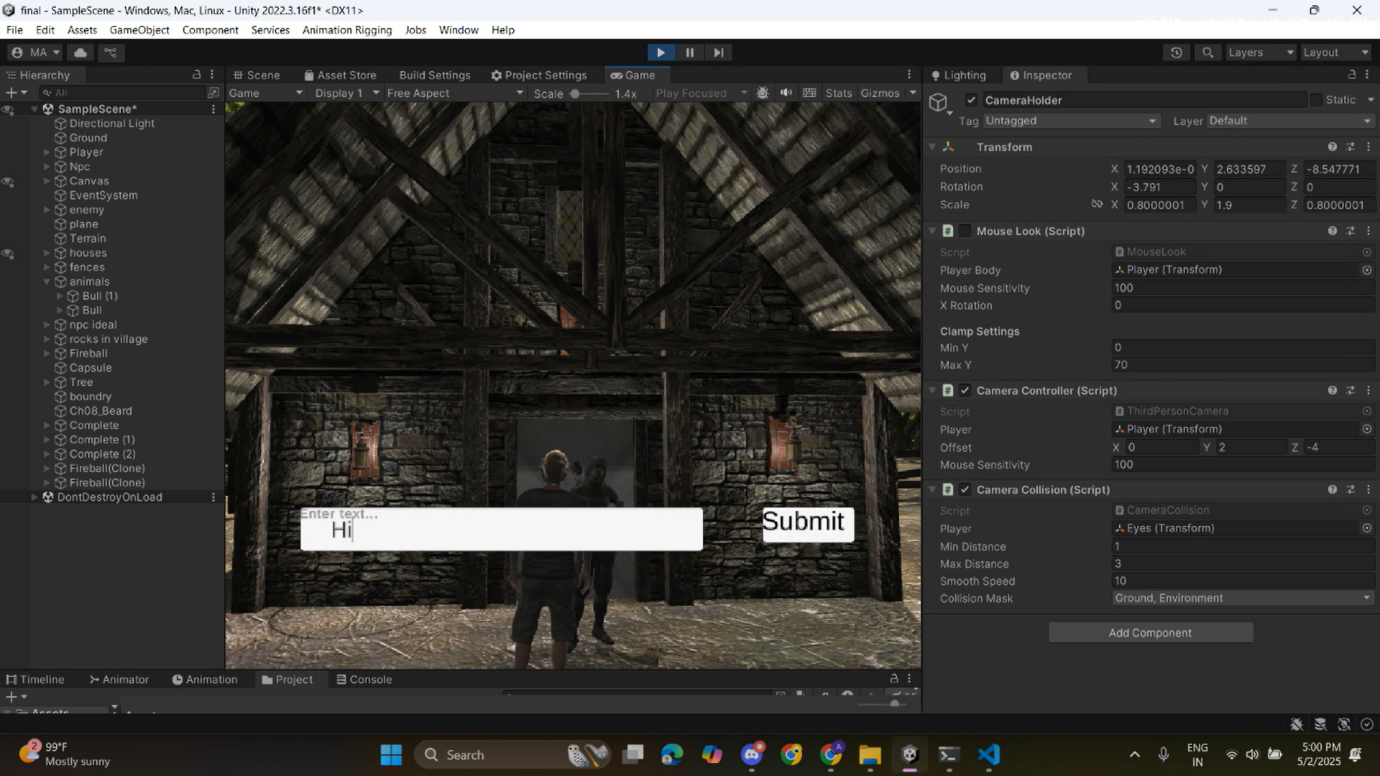 final - SampleScene - Windows, Mac, Linux - Unity 2022.3.16f1* <DX11>
File Edit Assets GameObject Component Services Animation Rigging Jobs Window Help
MA Layers Layout
Hierarchy Scene Asset Store Build Settings Project Settings Game Lighting Inspector
All Game Display 1 Free Aspect Scale 1.4x Play Focused Stats Gizmos
SampleScene*
Directional Light
Ground
Player
Npc
Canvas
EventSystem
enemy
plane
Terrain
houses
fences
animals
Bull (1)
Bull
npc ideal
rocks in village
Fireball
Capsule
Tree
boundry
Ch08_Beard
Complete
Complete (1)
Complete (2)
Fireball(Clone)
Fireball(Clone)
DontDestroyOnLoad
Enter text...
Hi
Submit
CameraHolder Static
Tag Untagged Layer Default
Transform
Position X 1.192093e-0 Y 2.633597 Z -8.547771
Rotation X -3.791 Y 0 Z 0
Scale X 0.8000001 Y 1.9 Z 0.8000001
Mouse Look (Script)
Script MouseLook
Player Body Player (Transform)
Mouse Sensitivity 100
X Rotation 0
Clamp Settings
Min Y 0
Max Y 70
Camera Controller (Script)
Script ThirdPersonCamera
Player Player (Transform)
Offset X 0 Y 2 Z -4
Mouse Sensitivity 100
Camera Collision (Script)
Script CameraCollision
Player Eyes (Transform)
Min Distance 1
Max Distance 3
Smooth Speed 10
Collision Mask Ground, Environment
Add Component
Timeline Animator Animation Project Console
Assets
99°F
Mostly sunny
Search
ENG
IN
5:00 PM
5/2/2025